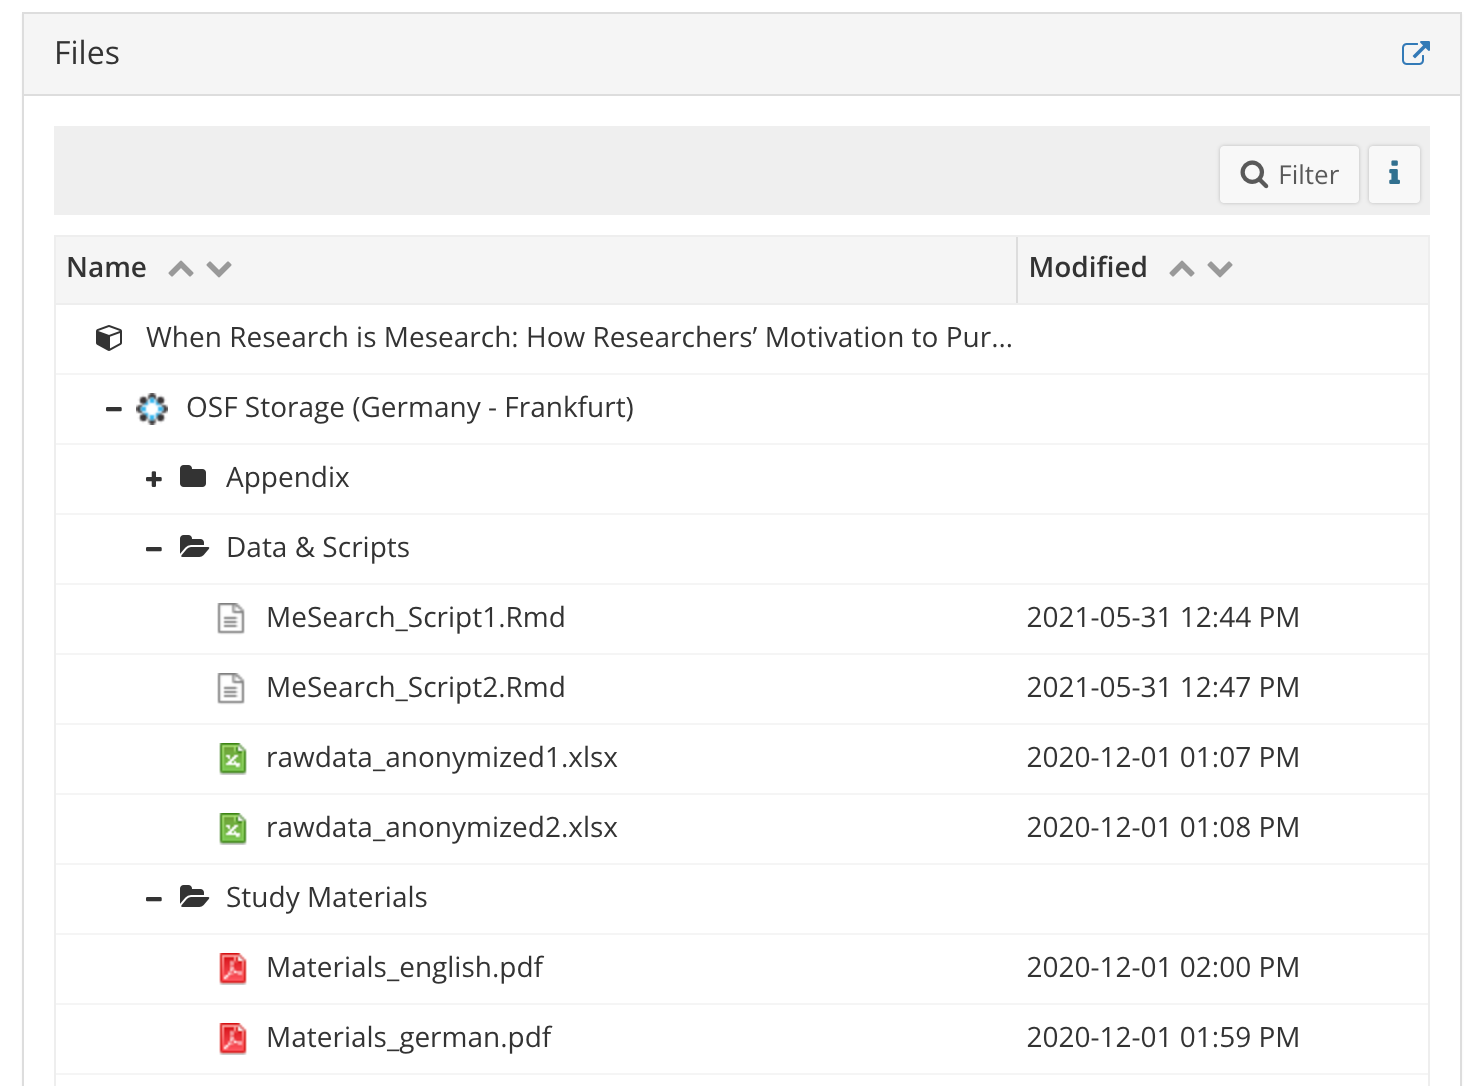 Files
Filter
Name
Modified
When Research is Mesearch: How Researchers’ Motivation to Pur...
OSF Storage (Germany - Frankfurt)
Appendix
Data & Scripts
MeSearch_Script1.Rmd 2021-05-31 12:44 PM
MeSearch_Script2.Rmd 2021-05-31 12:47 PM
rawdata_anonymized1.xlsx 2020-12-01 01:07 PM
rawdata_anonymized2.xlsx 2020-12-01 01:08 PM
Study Materials
Materials_english.pdf 2020-12-01 02:00 PM
Materials_german.pdf 2020-12-01 01:59 PM